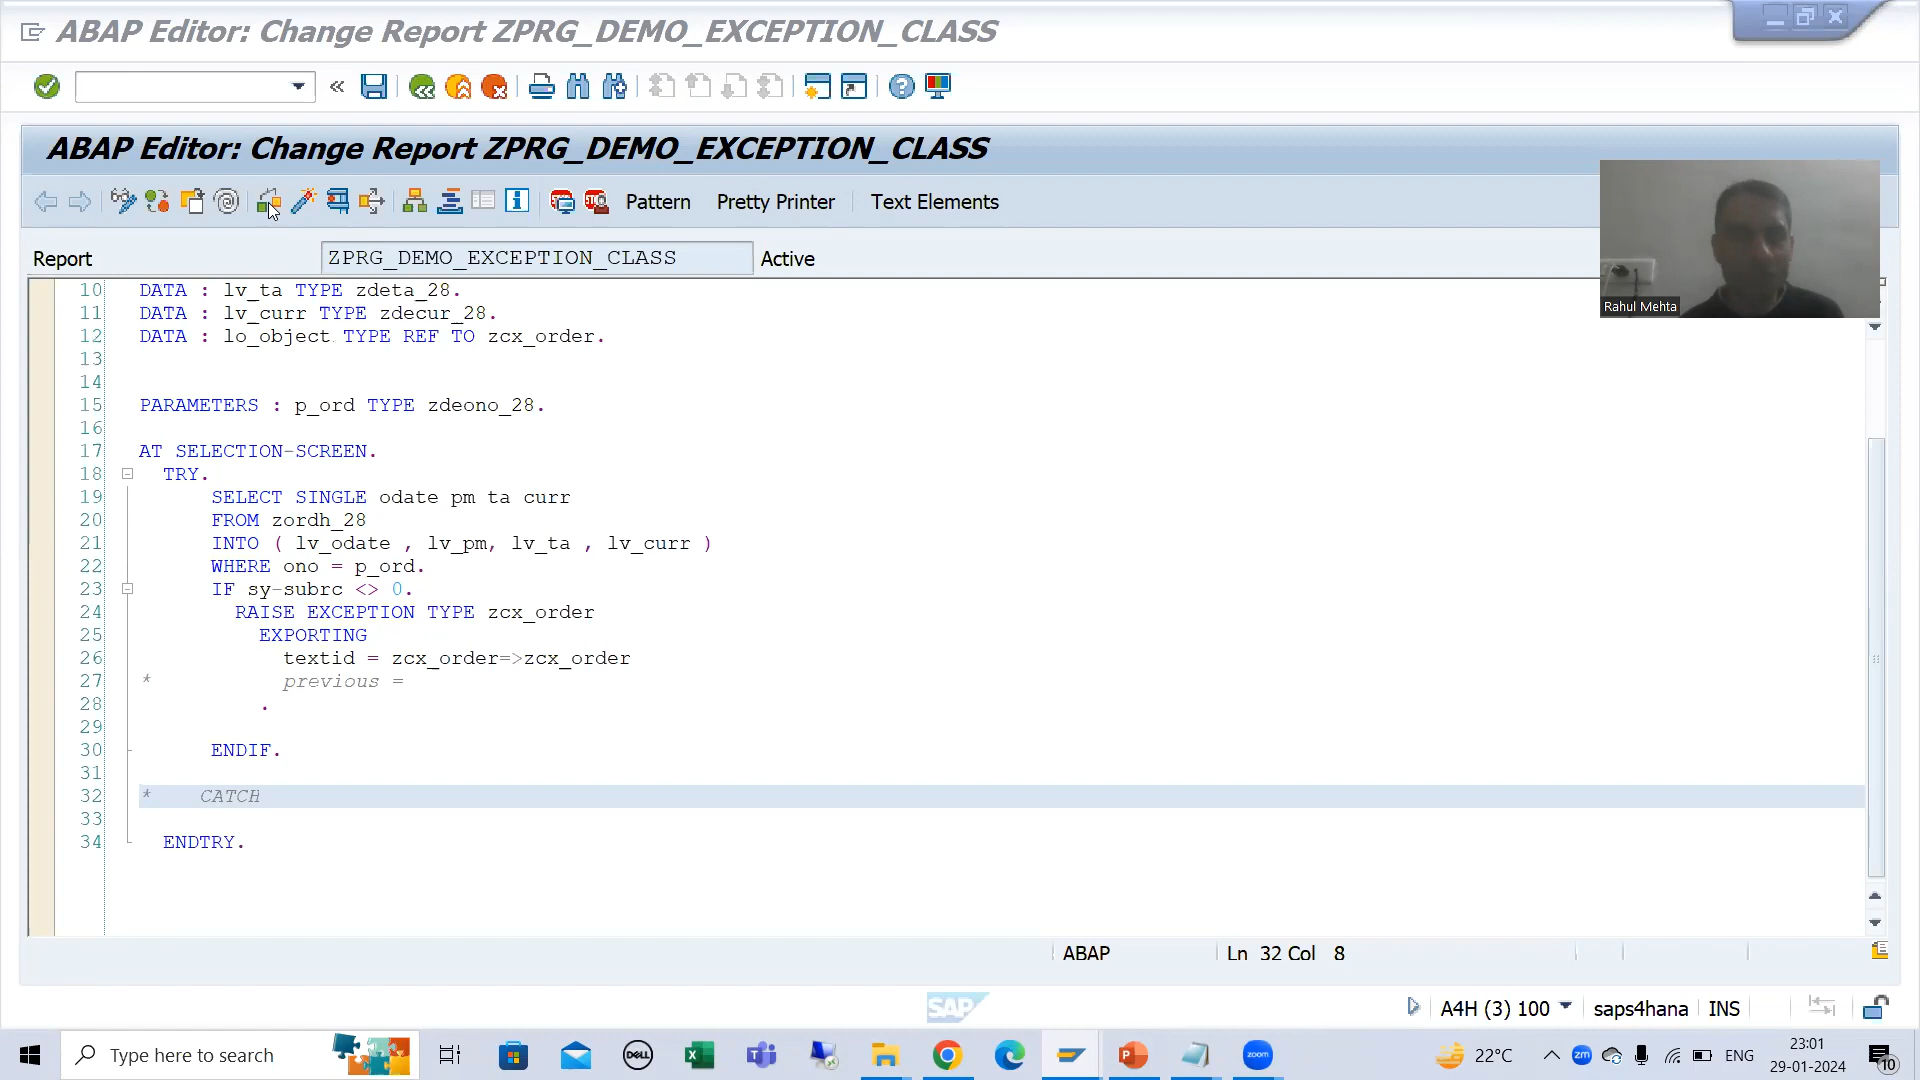 ABAP Editor: Change Report ZPRG_DEMO_EXCEPTION_CLASS
ABAP Editor: Change Report ZPRG_DEMO_EXCEPTION_CLASS
Pattern Pretty Printer Text Elements
Report ZPRG_DEMO_EXCEPTION_CLASS Active
Rahul Mehta
10 DATA : lv_ta TYPE zdeta_28.
11 DATA : lv_curr TYPE zdecur_28.
12 DATA : lo_object TYPE REF TO zcx_order.
13
14
15 PARAMETERS : p_ord TYPE zdeono_28.
16
17 AT SELECTION-SCREEN.
18 TRY.
19 SELECT SINGLE odate pm ta curr
20 FROM zordh_28
21 INTO ( lv_odate , lv_pm, lv_ta , lv_curr )
22 WHERE ono = p_ord.
23 IF sy-subrc <> 0.
24 RAISE EXCEPTION TYPE zcx_order
25 EXPORTING
26 textid = zcx_order=>zcx_order
27 * previous =
28 .
29
30 ENDIF.
31
32 * CATCH
33
34 ENDTRY.
ABAP Ln 32 Col 8
SAP
A4H (3) 100 saps4hana INS
Type here to search
DELL
zoom
22°C
zm
ENG
23:01
29-01-2024
10